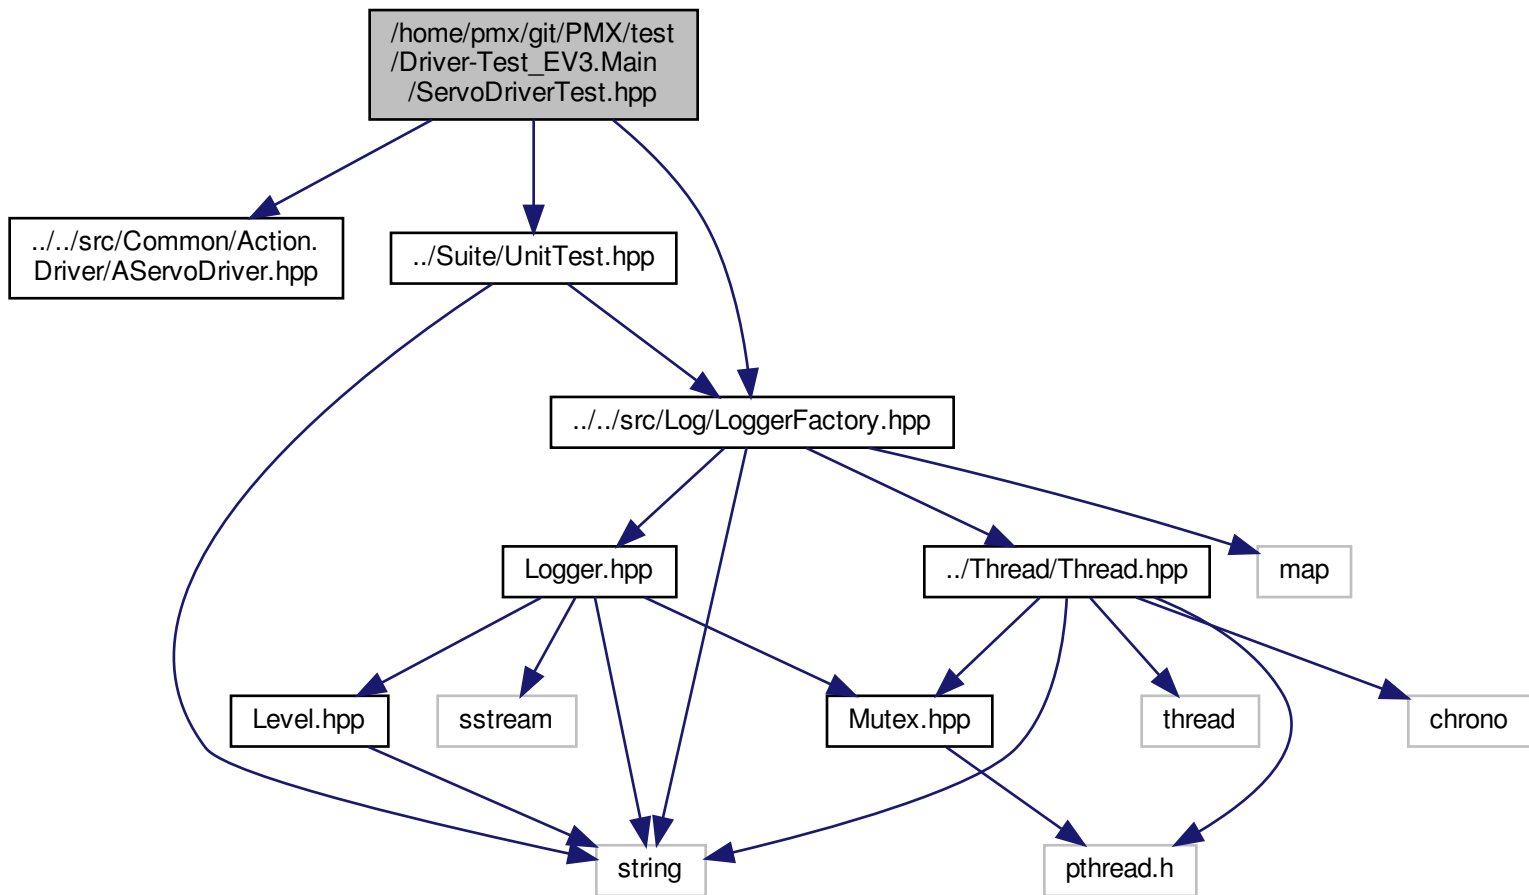 /home/pmx/git/PMX/test
/Driver-Test_EV3.Main
/ServoDriverTest.hpp
../../src/Common/Action.
Driver/AServoDriver.hpp
../Suite/UnitTest.hpp
../../src/Log/LoggerFactory.hpp
Logger.hpp
../Thread/Thread.hpp
map
Level.hpp
sstream
Mutex.hpp
thread
chrono
string
pthread.h